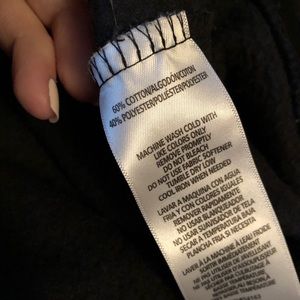 60% COTTON/ALGODÓN/COTON
40% POLYESTER/POLIÉSTER/POLYESTER
MACHINE WASH COLD WITH
LIKE COLORS ONLY
REMOVE PROMPTLY
DO NOT BLEACH
DO NOT USE FABRIC SOFTENER
TUMBLE DRY LOW
COOL IRON WHEN NEEDED
LAVAR A MAQUINA CON AGUA
FRIA Y CON COLORES IGUALES
REMOVER RAPIDAMENTE
NO USAR BLANQUEADOR
NO USAR SUAVIZADOR DE TELA
SECAR A TEMPERATURA BAJA
PLANCHA FRIA SI NECESITA
LAVER À LA MACHINE À L'EAU FROIDE